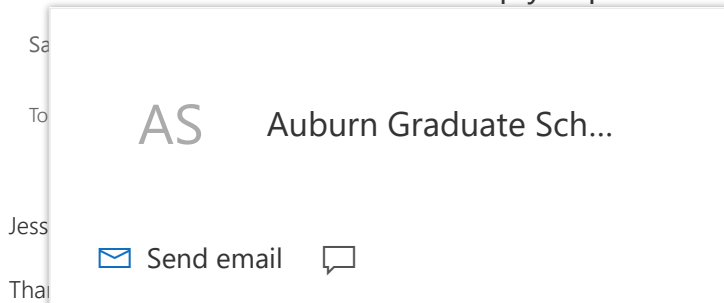 Sa
To
AS Auburn Graduate Sch...
Jess
Send email
Tha